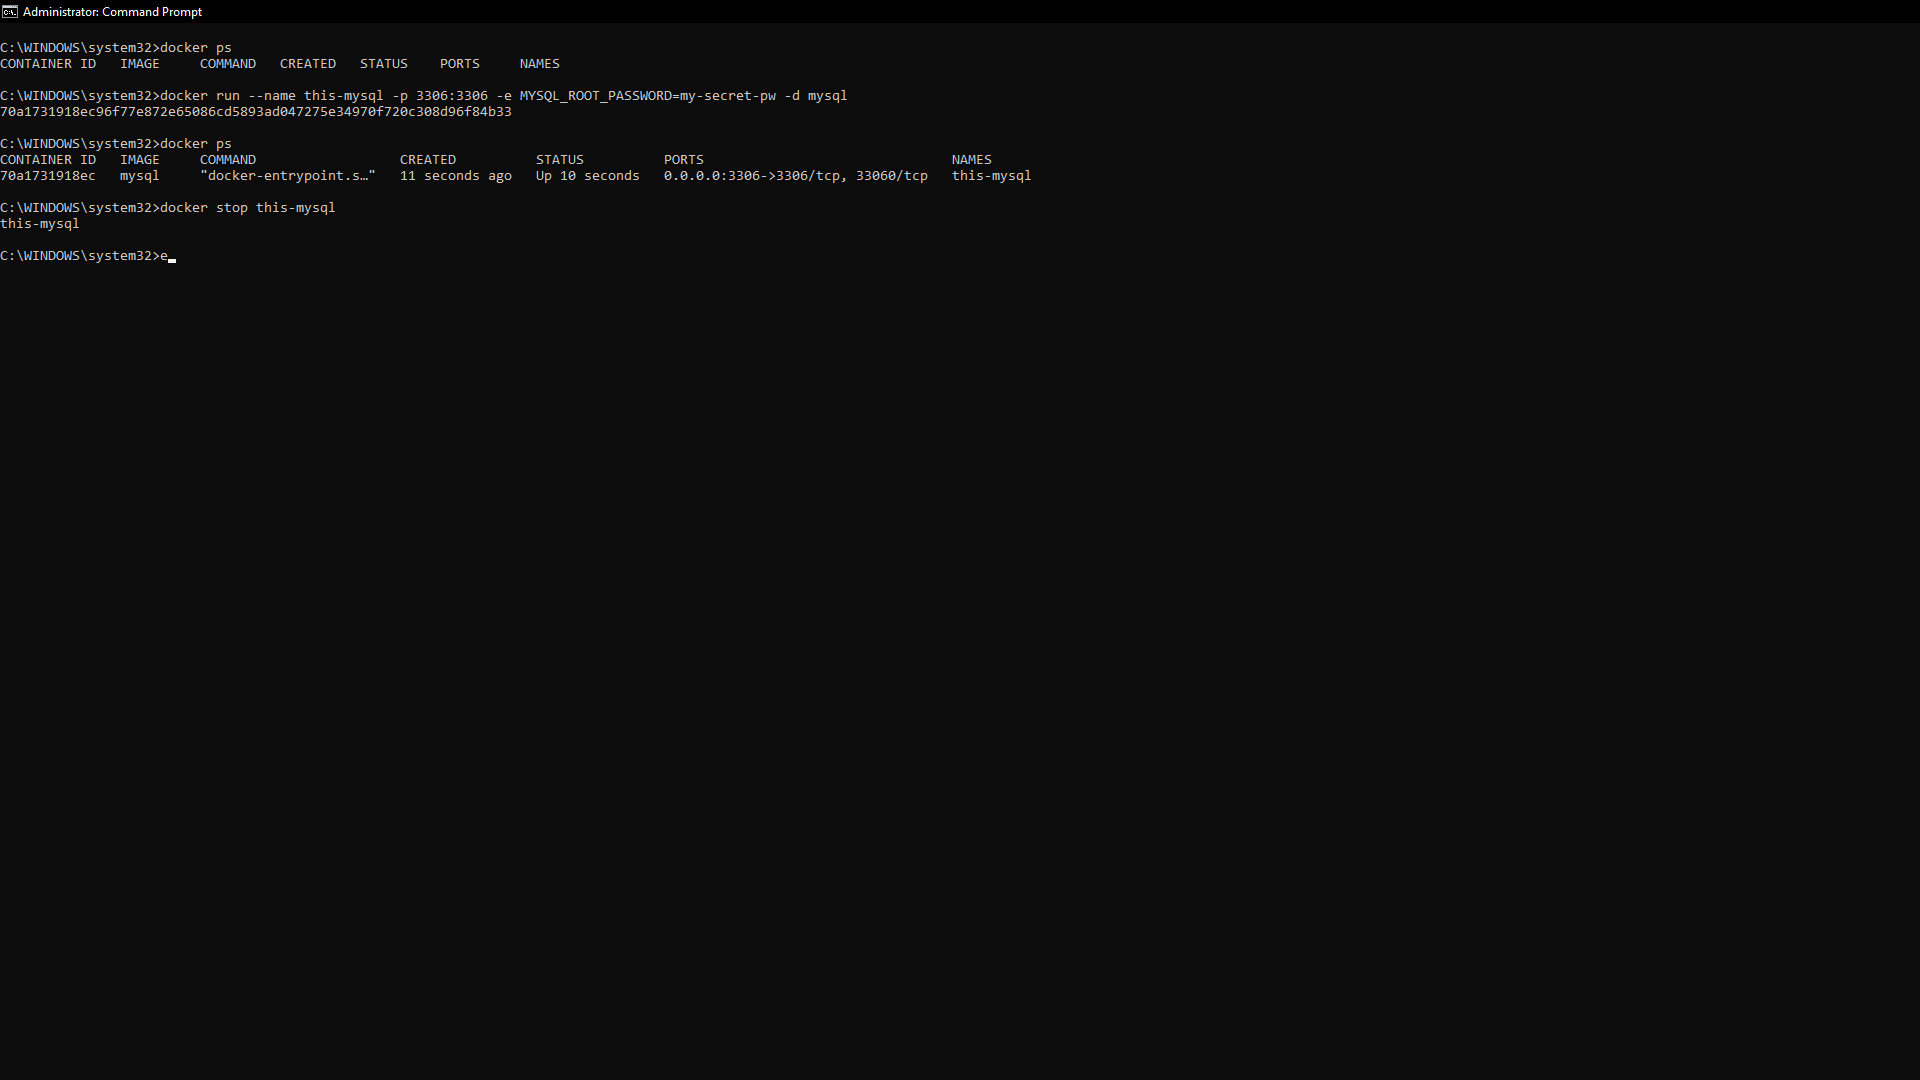 Administrator: Command Prompt
C:\WINDOWS\system32>docker ps
CONTAINER ID   IMAGE     COMMAND   CREATED   STATUS    PORTS     NAMES
C:\WINDOWS\system32>docker run --name this-mysql -p 3306:3306 -e MYSQL_ROOT_PASSWORD=my-secret-pw -d mysql
70a1731918ec96f77e872e65086cd5893ad047275e34970f720c308d96f84b33
C:\WINDOWS\system32>docker ps
CONTAINER ID   IMAGE     COMMAND                  CREATED          STATUS          PORTS                               NAMES
70a1731918ec   mysql     "docker-entrypoint.s…"   11 seconds ago   Up 10 seconds   0.0.0.0:3306->3306/tcp, 33060/tcp   this-mysql
C:\WINDOWS\system32>docker stop this-mysql
this-mysql
C:\WINDOWS\system32>e